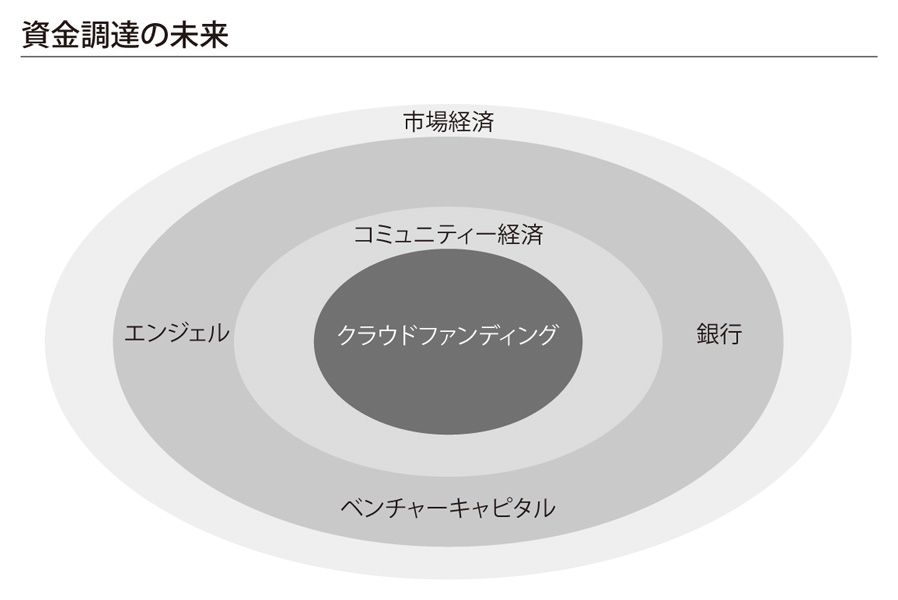 資金調達の未来
市場経済
コミュニティー経済
エンジェル
クラウドファンディング
銀行
ベンチャーキャピタル